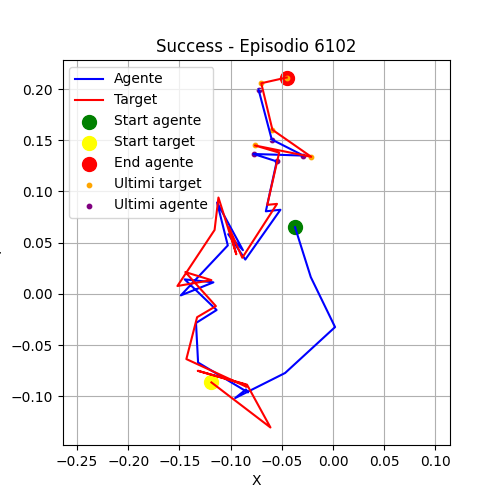 Success - Episodio 6102
Agente
Target
Start agente
Start target
End agente
Ultimi target
Ultimi agente
0.20
0.15
0.10
0.05
0.00
−0.05
−0.10
−0.25
−0.20
−0.15
−0.10
−0.05
0.00
0.05
0.10
X